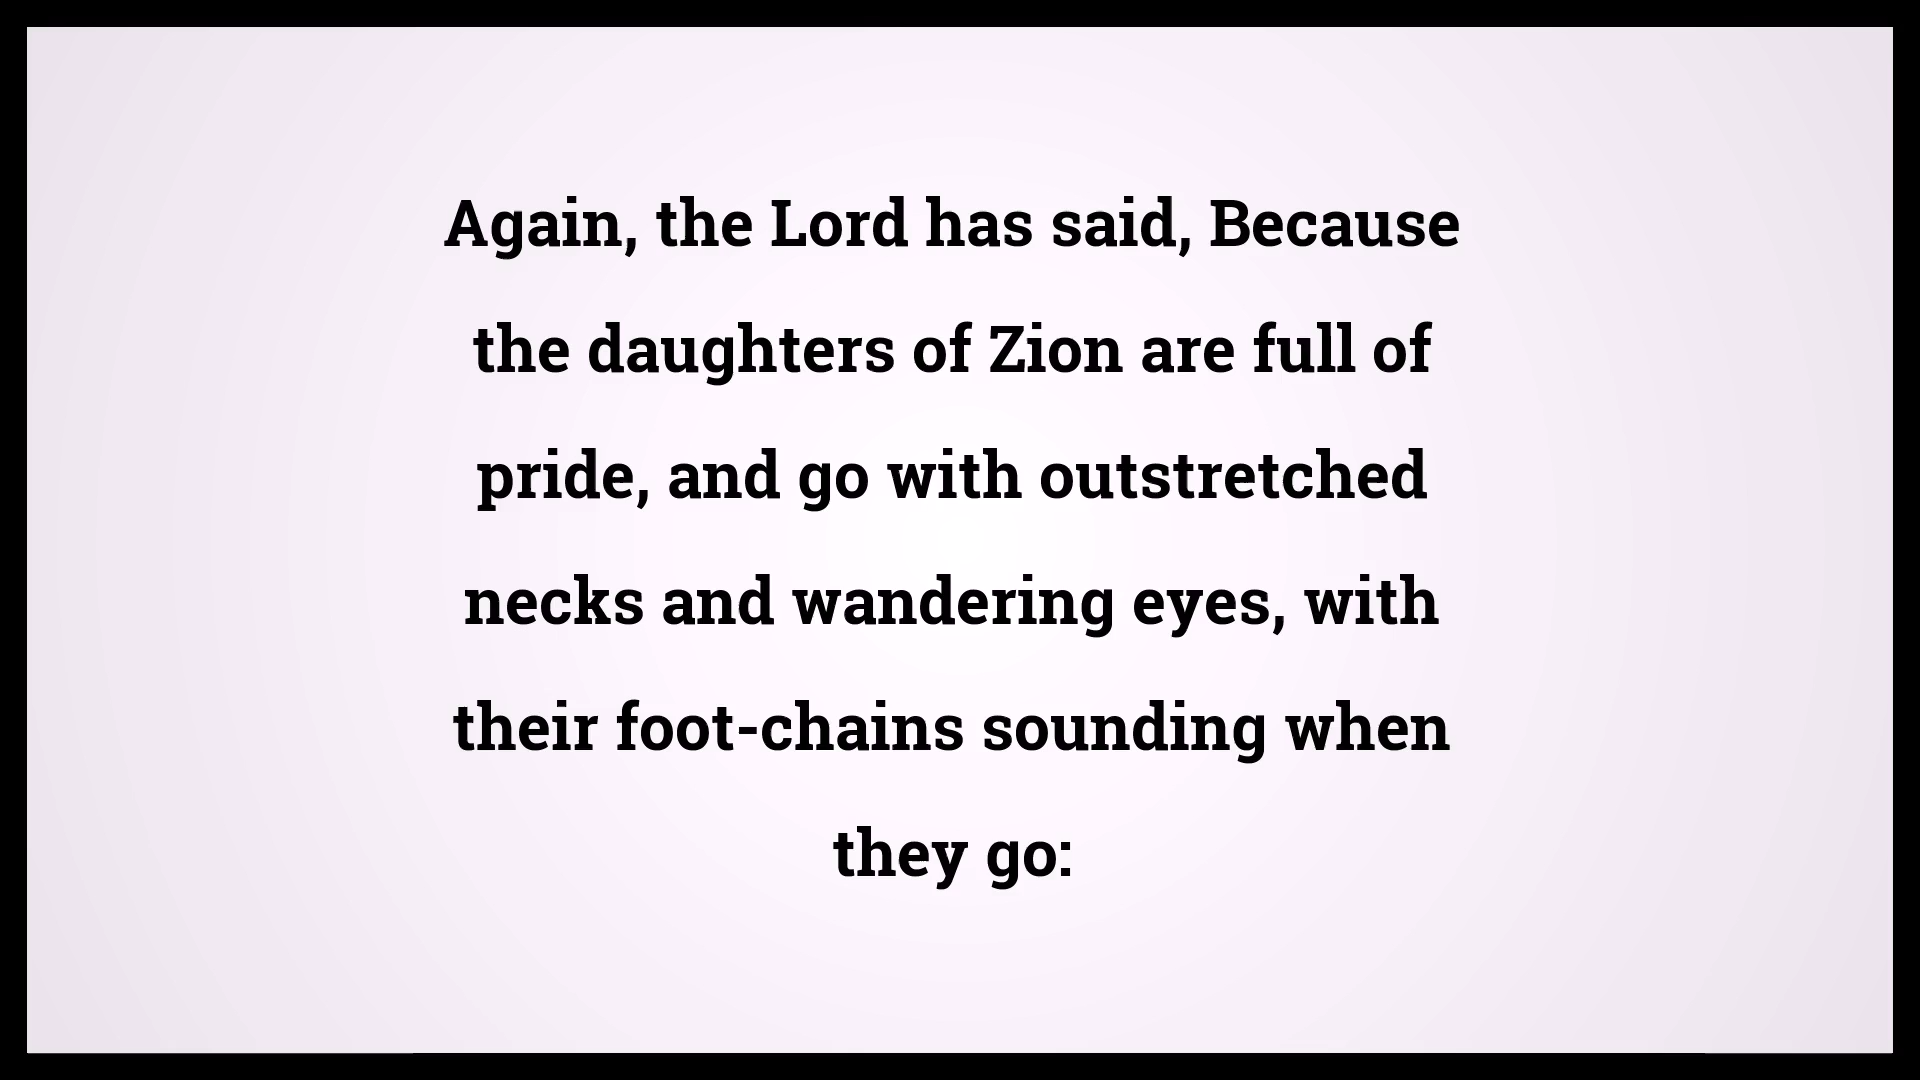 Again, the Lord has said, Because
the daughters of Zion are full of
pride, and go with outstretched
necks and wandering eyes, with
their foot-chains sounding when
they go: